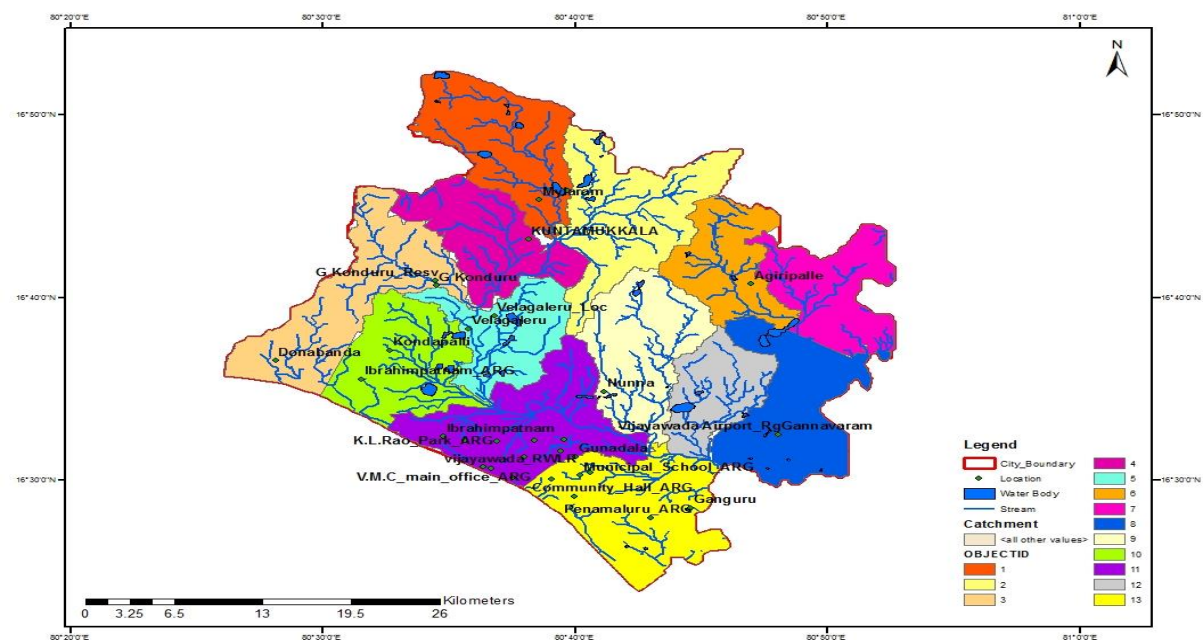 80°20'0"E 80°30'0"E 80°40'0"E 80°50'0"E 81°0'0"E
N
16°50'0"N 16°50'0"N
Mylaram
KUNTAMUKKALA
G Konduru_Resv G Konduru
Agiripalle
16°40'0"N 16°40'0"N
Velagaleru_Loc
Velagaleru
Kondapalli
Donabanda
Ibrahimpatnam_ARG
Nunna
Ibrahimpatnam
Vijayawada Airport_RgGannavaram
K.L.Rao_Park_ARG
Gunadala
Vijayawada_RWLR
Municipal_School_ARG
V.M.C_main_office_ARG
16°30'0"N 16°30'0"N
Community_Hall_ARG
Ganguru
Penamaluru_ARG
Legend
City_Boundary
Location
Water Body
Stream
Catchment
<all other values>
OBJECTID
1
2
3
4
5
6
7
8
9
10
11
12
13
Kilometers
0 3.25 6.5 13 19.5 26
80°20'0"E 80°30'0"E 80°40'0"E 80°50'0"E 81°0'0"E